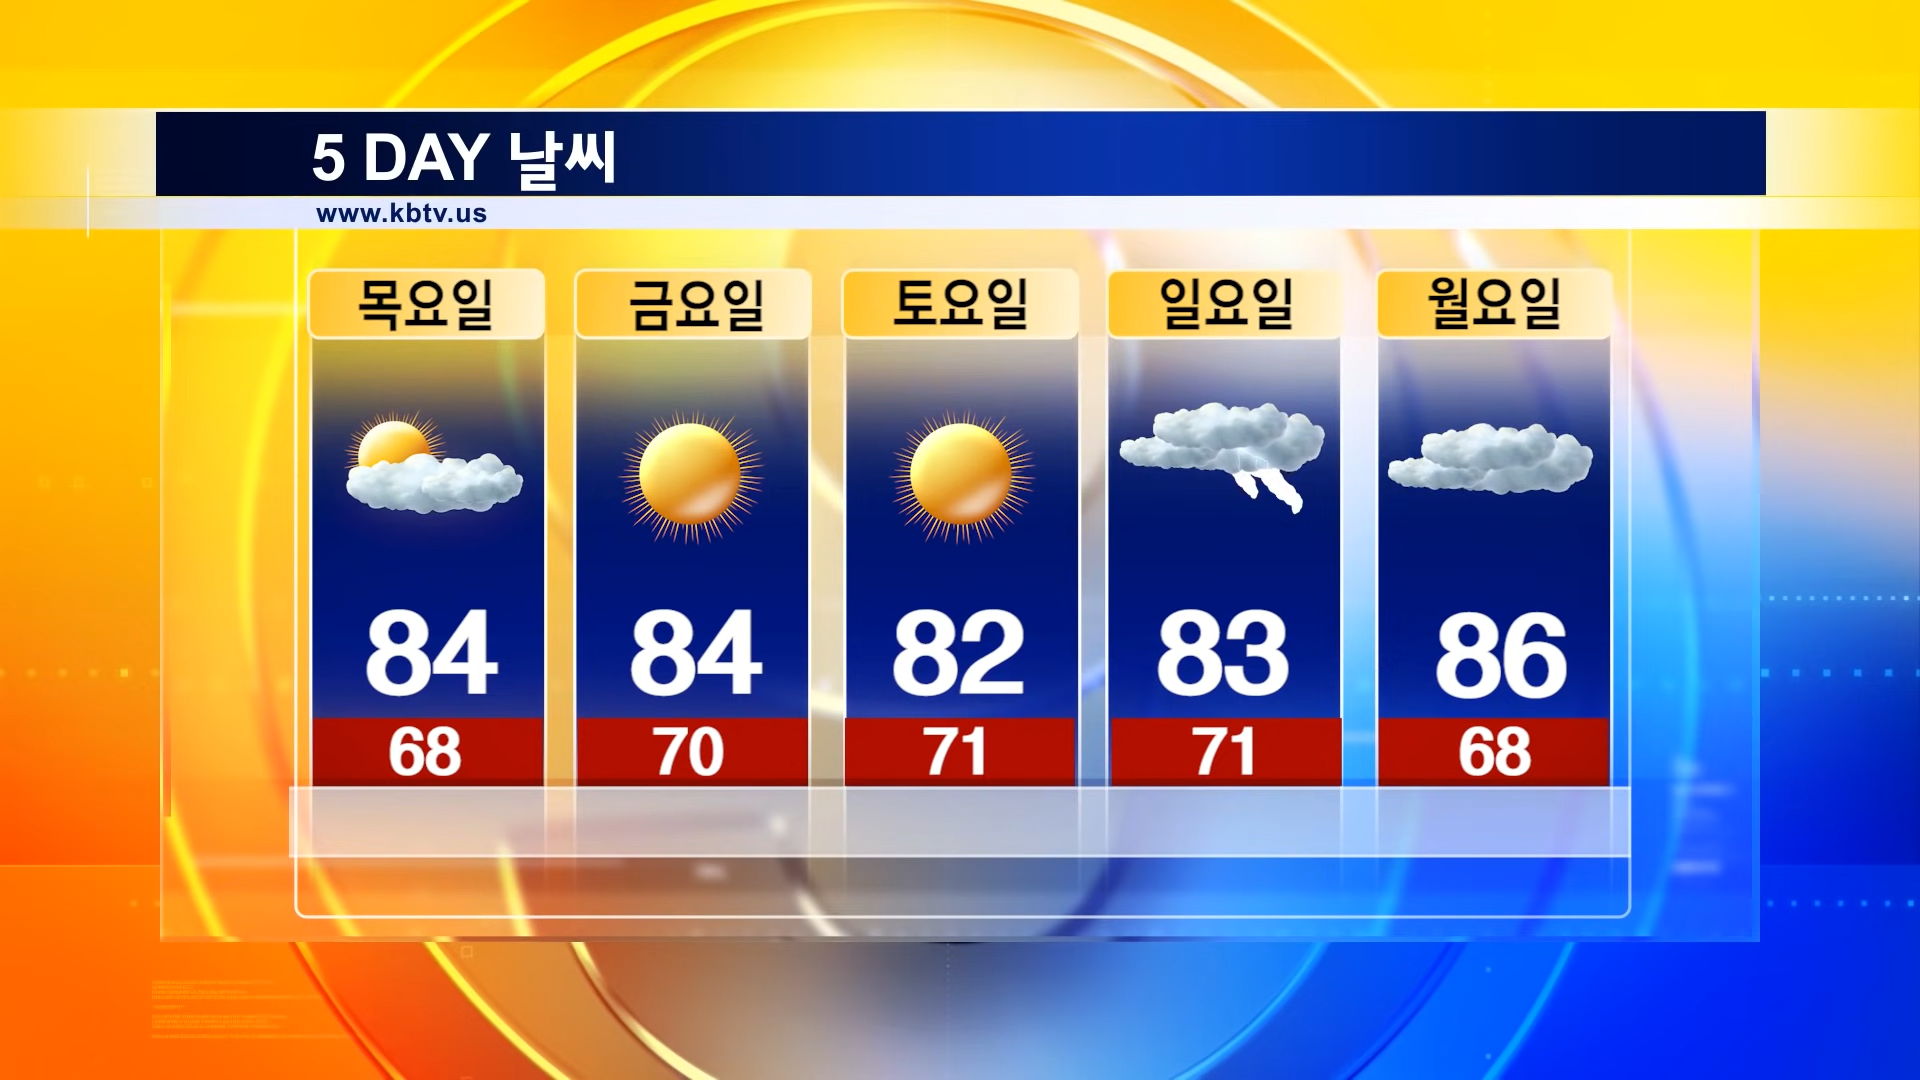 5 DAY 날씨
www.kbtv.us
목요일 금요일 토요일 일요일 월요일
84 84 82 83 86
68 70 71 71 68